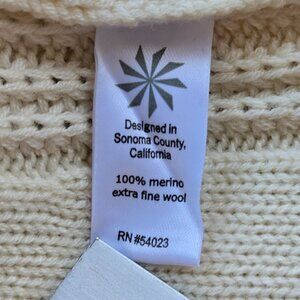 Designed in
Sonoma County,
California
100% merino
extra fine wool
RN #54023